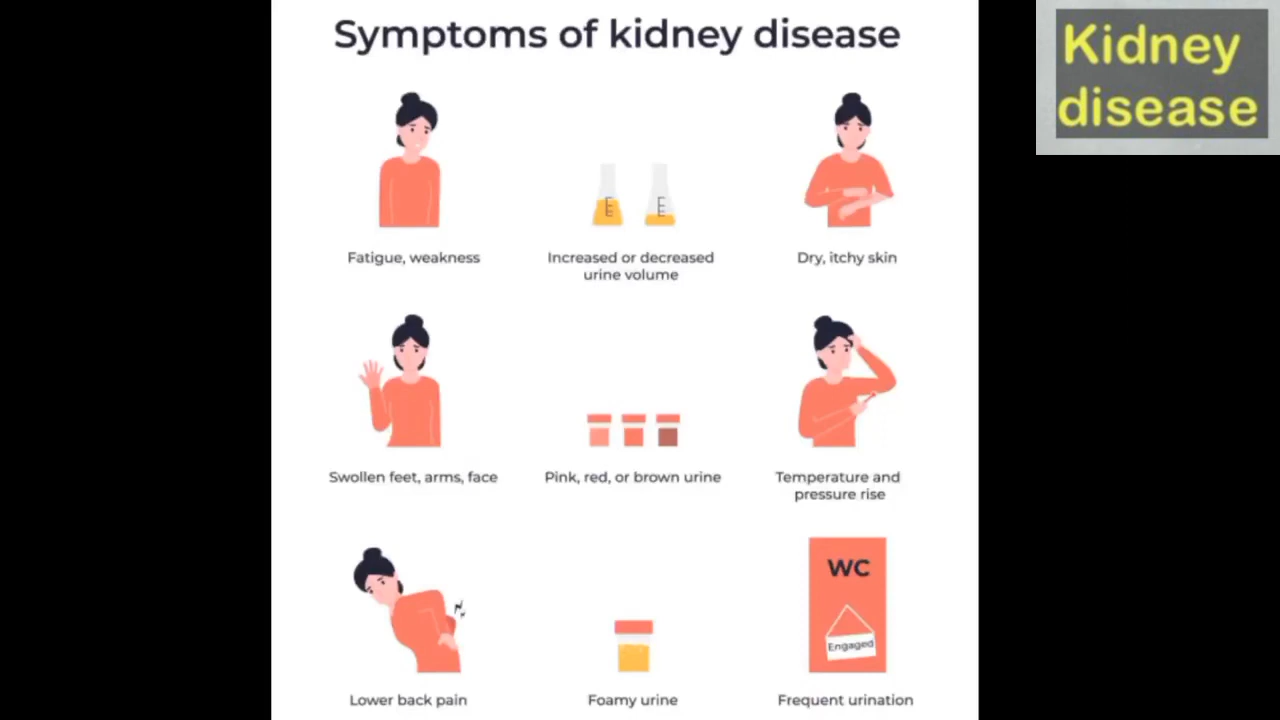 Symptoms of kidney disease
Kidney
disease
Fatigue, weakness
Increased or decreased
urine volume
Dry, itchy skin
Swollen feet, arms, face
Pink, red, or brown urine
Temperature and
pressure rise
WC
Engaged
Lower back pain
Foamy urine
Frequent urination